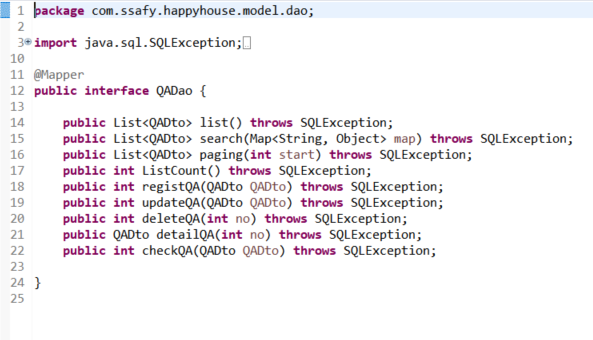 1 package com.ssafy.happyhouse.model.dao;
2
3 import java.sql.SQLException;
10
11 @Mapper
12 public interface QADao {
13
14 public List<QADto> list() throws SQLException;
15 public List<QADto> search(Map<String, Object> map) throws SQLException;
16 public List<QADto> paging(int start) throws SQLException;
17 public int ListCount() throws SQLException;
18 public int registQA(QADto QADto) throws SQLException;
19 public int updateQA(QADto QADto) throws SQLException;
20 public int deleteQA(int no) throws SQLException;
21 public QADto detailQA(int no) throws SQLException;
22 public int checkQA(QADto QADto) throws SQLException;
23
24 }
25